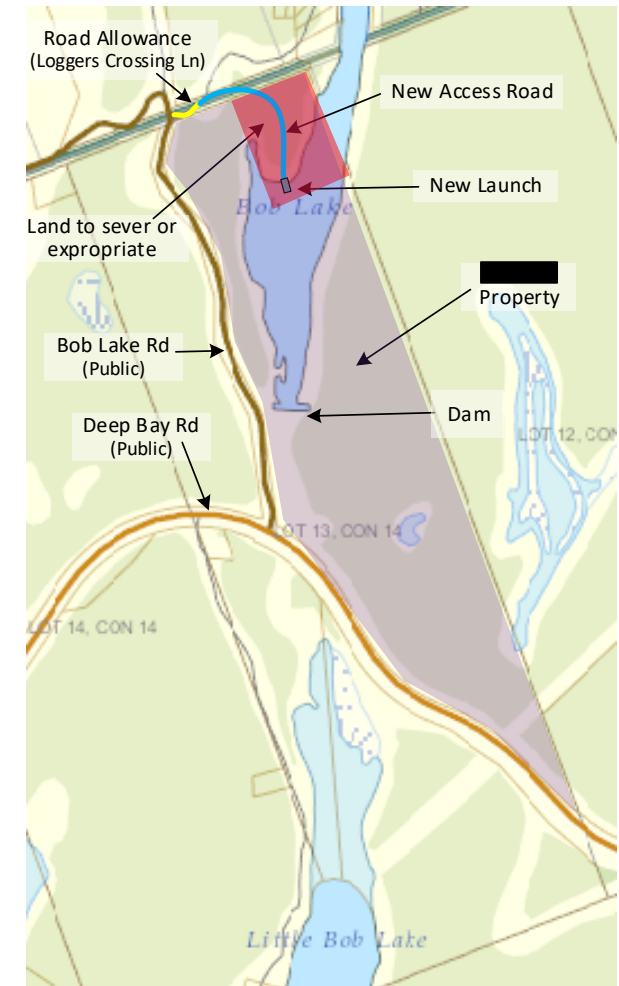 Road Allowance
(Loggers Crossing Ln)
New Access Road
New Launch
Bob Lake
Land to sever or
expropriate
Property
Bob Lake Rd
(Public)
Dam
Deep Bay Rd
(Public)
LOT 12, CON
LOT 13, CON 14
LOT 14, CON 14
Little Bob Lake